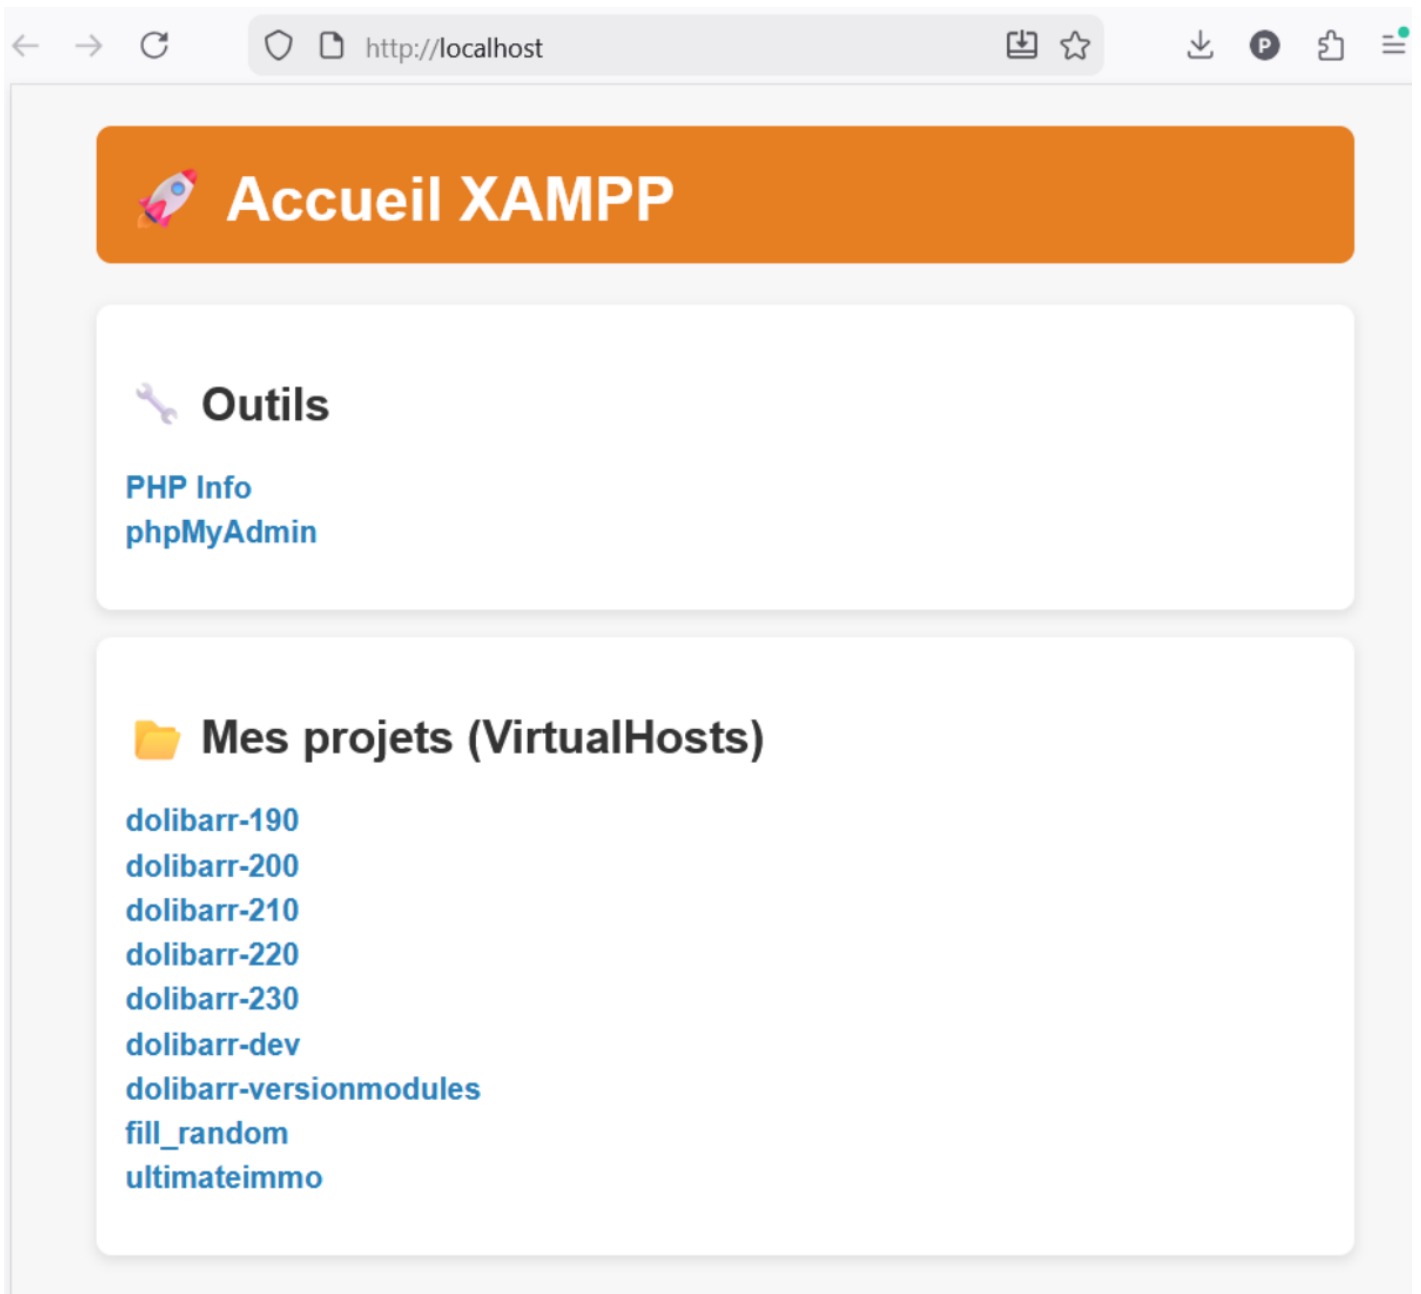 http://localhost
P
Accueil XAMPP
Outils
PHP Info
phpMyAdmin
Mes projets (VirtualHosts)
dolibarr-190
dolibarr-200
dolibarr-210
dolibarr-220
dolibarr-230
dolibarr-dev
dolibarr-versionmodules
fill_random
ultimateimmo